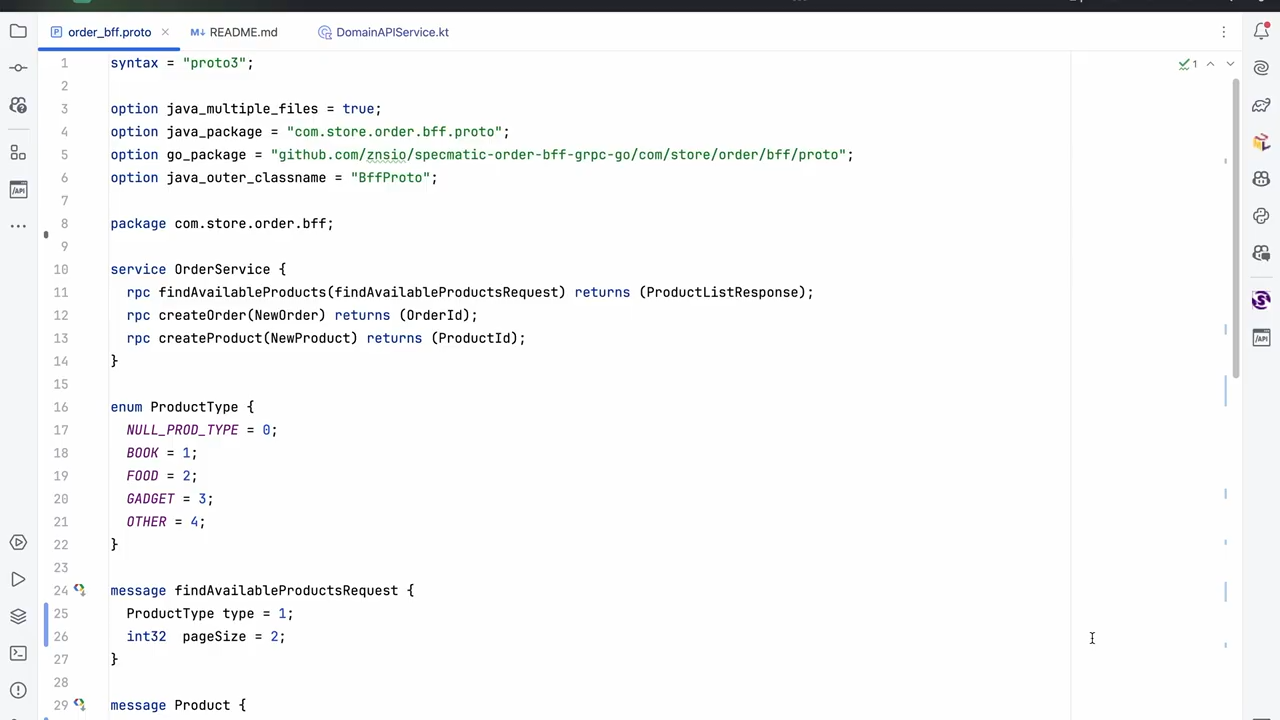 order_bff.proto
README.md
DomainAPIService.kt
1 syntax = "proto3";
2
3 option java_multiple_files = true;
4 option java_package = "com.store.order.bff.proto";
5 option go_package = "github.com/znsio/specmatic-order-bff-grpc-go/com/store/order/bff/proto";
6 option java_outer_classname = "BffProto";
7
8 package com.store.order.bff;
9
10 service OrderService {
11 rpc findAvailableProducts(findAvailableProductsRequest) returns (ProductListResponse);
12 rpc createOrder(NewOrder) returns (OrderId);
13 rpc createProduct(NewProduct) returns (ProductId);
14 }
15
16 enum ProductType {
17 NULL_PROD_TYPE = 0;
18 BOOK = 1;
19 FOOD = 2;
20 GADGET = 3;
21 OTHER = 4;
22 }
23
24 message findAvailableProductsRequest {
25 ProductType type = 1;
26 int32  pageSize = 2;
27 }
28
29 message Product {
1
M↓
/API
/API